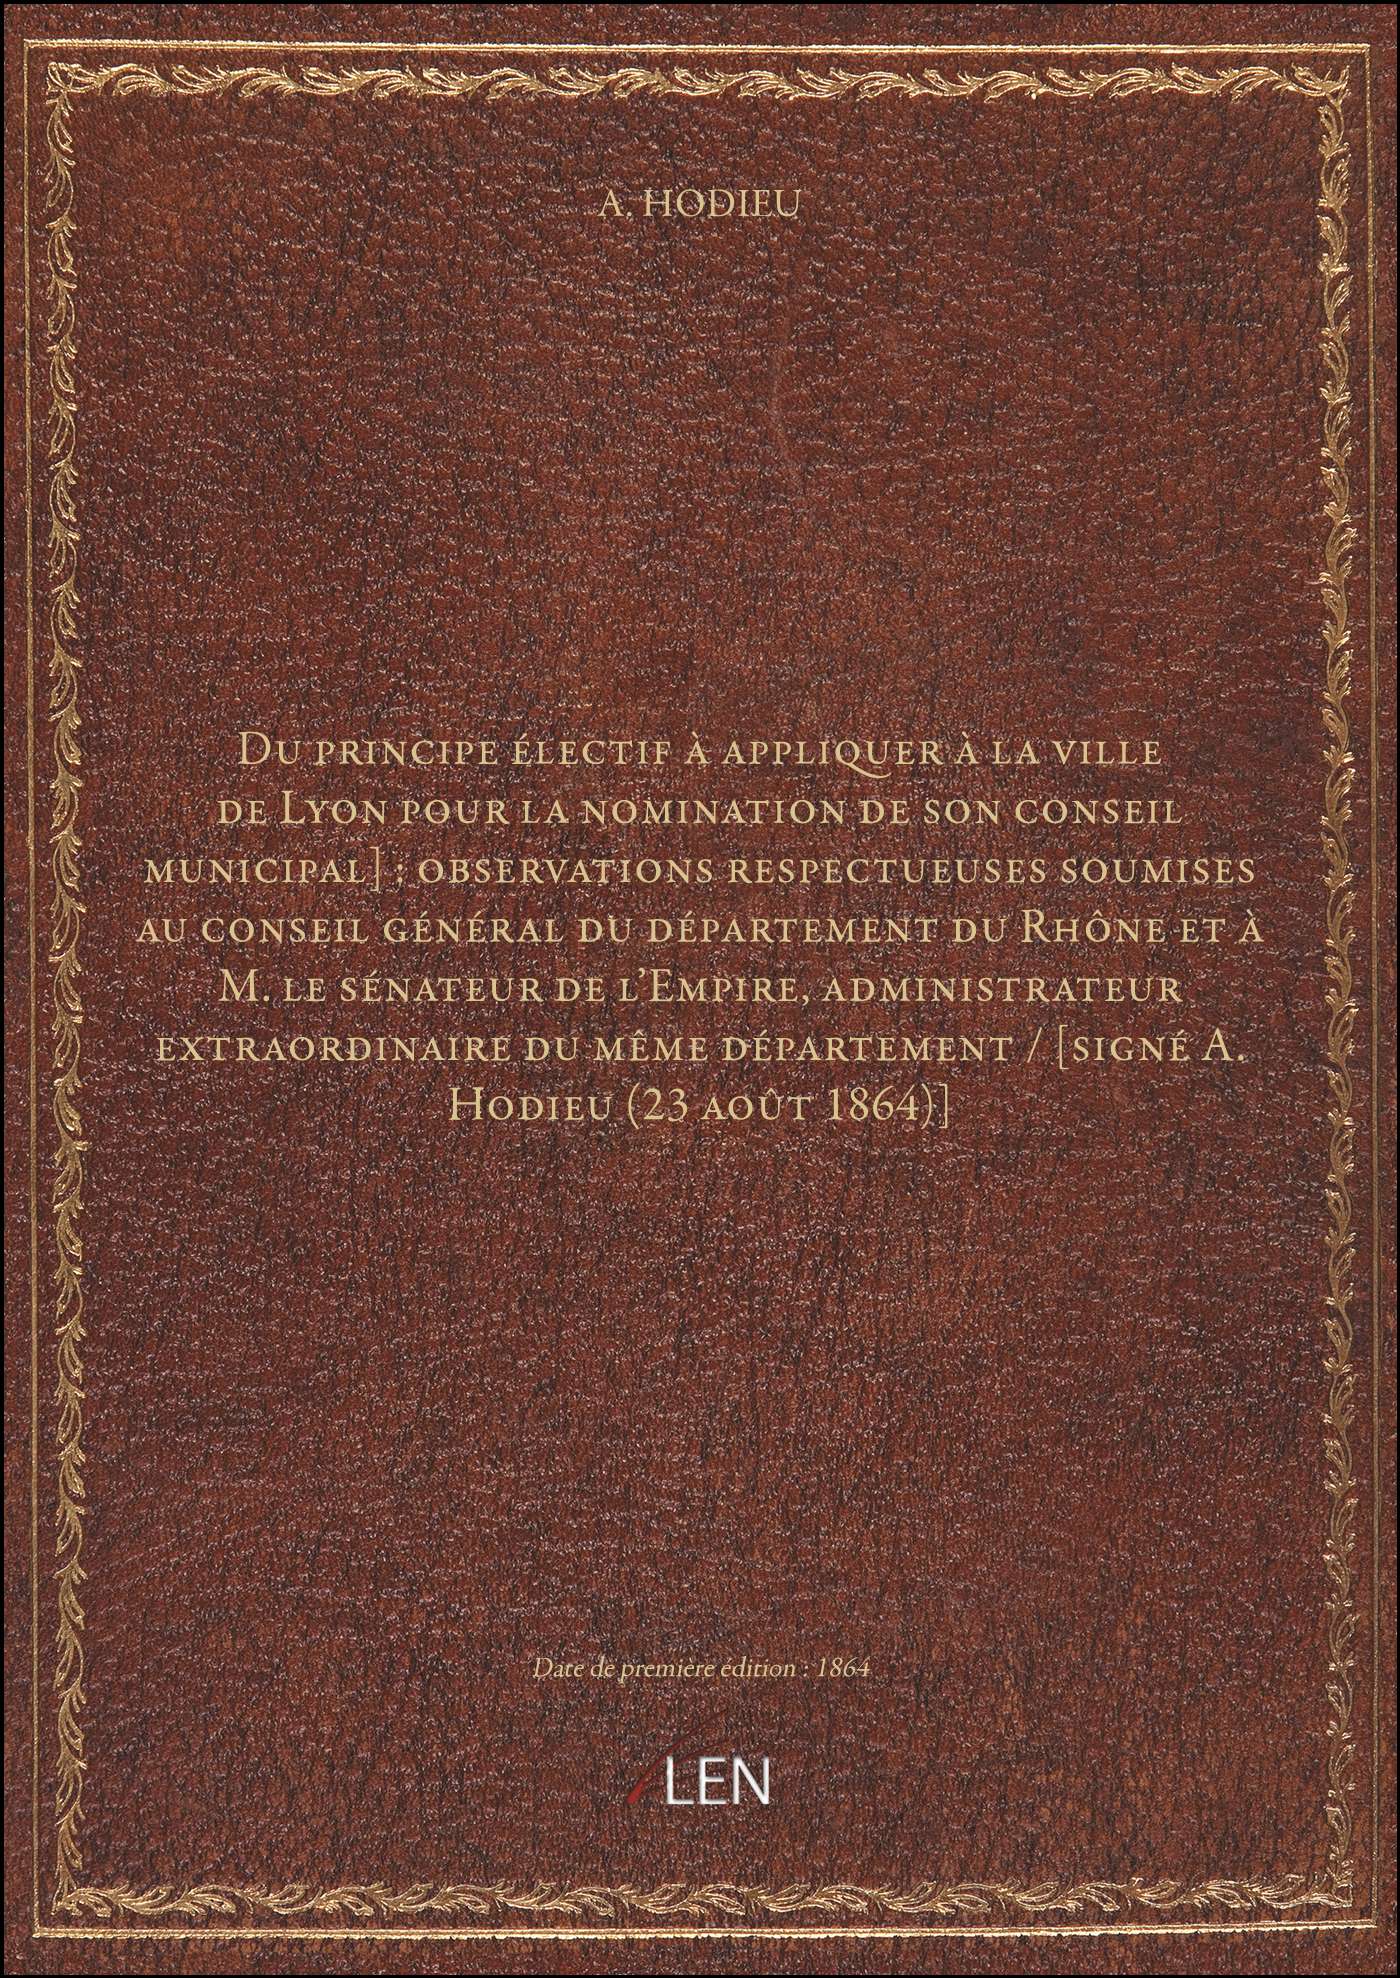 A. HODIEU
Du principe électif à appliquer à la ville
de Lyon pour la nomination de son conseil
municipal] ; observations respectueuses soumises
au conseil général du département du Rhône et à
M. le sénateur de l'Empire, administrateur
extraordinaire du même département / [signé A.
Hodieu (23 août 1864)]
Date de première édition : 1864
LEN